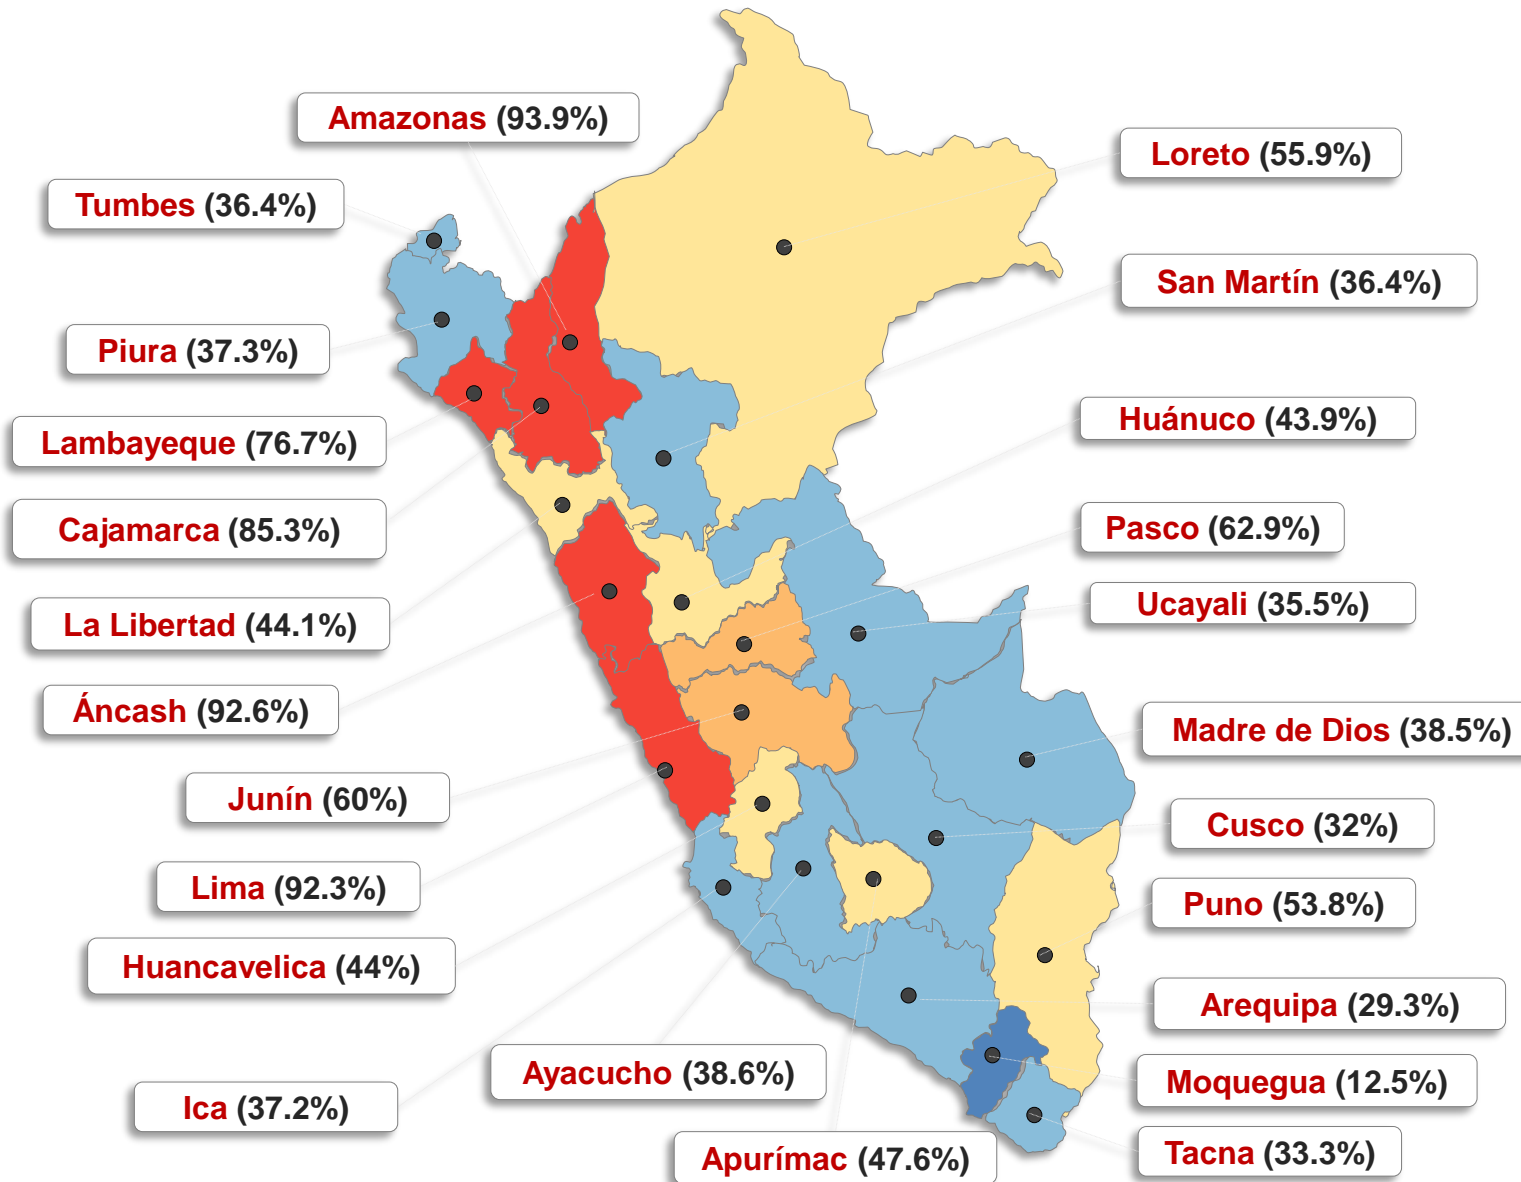 Amazonas (93.9%)
Tumbes (36.4%)
Piura (37.3%)
Lambayeque (76.7%)
Cajamarca (85.3%)
La Libertad (44.1%)
Áncash (92.6%)
Junín (60%)
Lima (92.3%)
Huancavelica (44%)
Ica (37.2%)
Ayacucho (38.6%)
Apurímac (47.6%)
Loreto (55.9%)
San Martín (36.4%)
Huánuco (43.9%)
Pasco (62.9%)
Ucayali (35.5%)
Madre de Dios (38.5%)
Cusco (32%)
Puno (53.8%)
Arequipa (29.3%)
Moquegua (12.5%)
Tacna (33.3%)